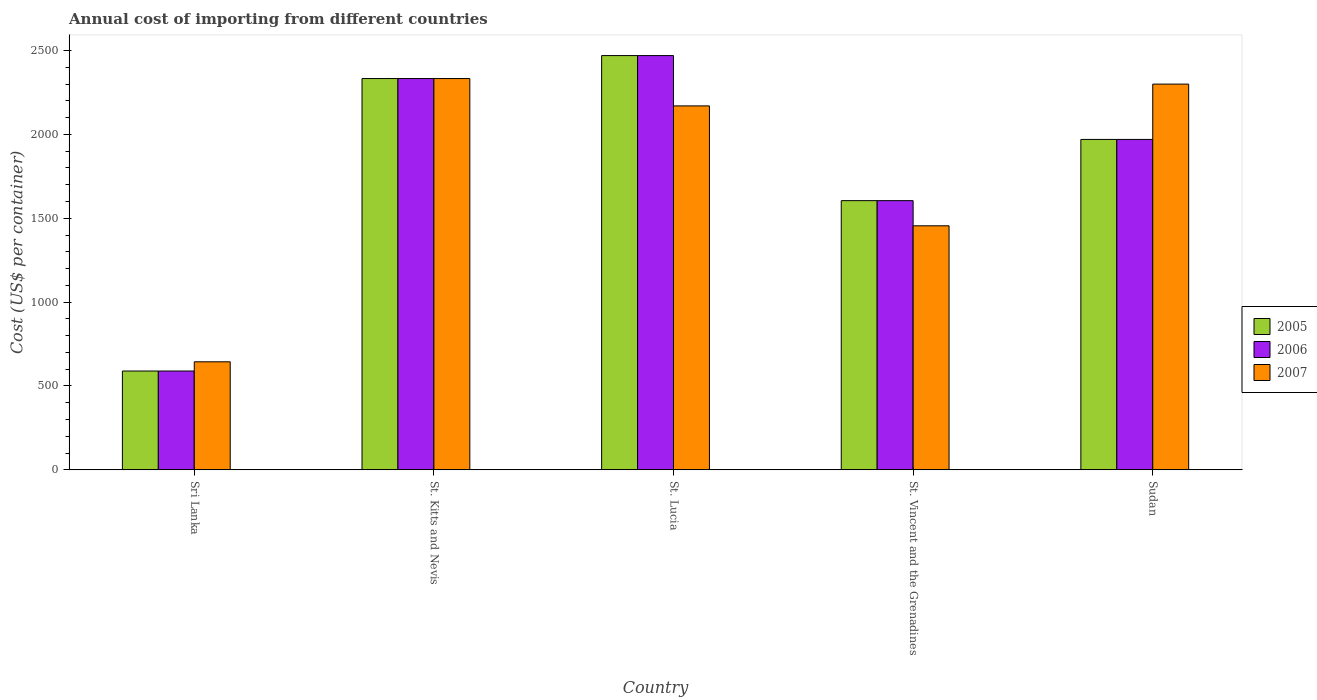 Annual cost of importing from different countries
Cost (US$ per container)
2500
2000
1500
1000
500
0
Sri Lanka
St. Kitts and Nevis
St. Lucia
St. Vincent and the Grenadines
Sudan
Country
2005
2006
2007